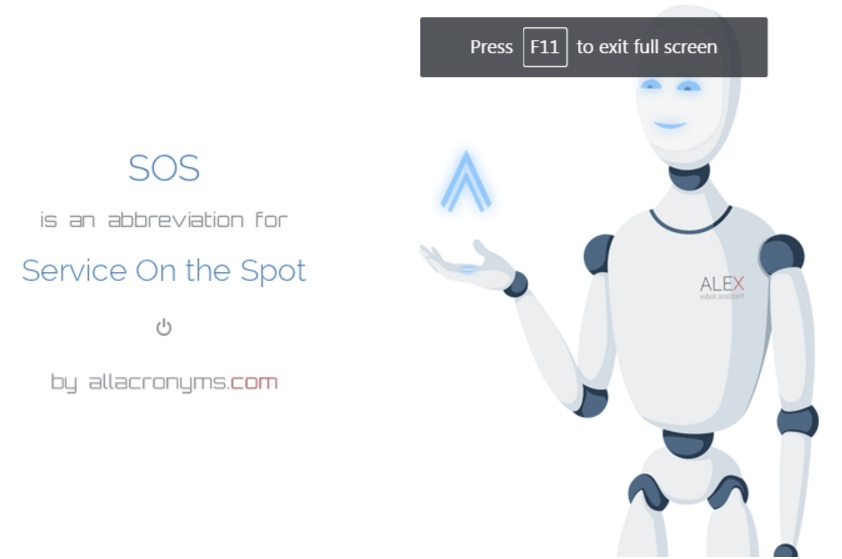 Press F11 to exit full screen
SOS
is an abbreviation for
Service On the Spot
by allacronyms.com
ALEX
robot assistant